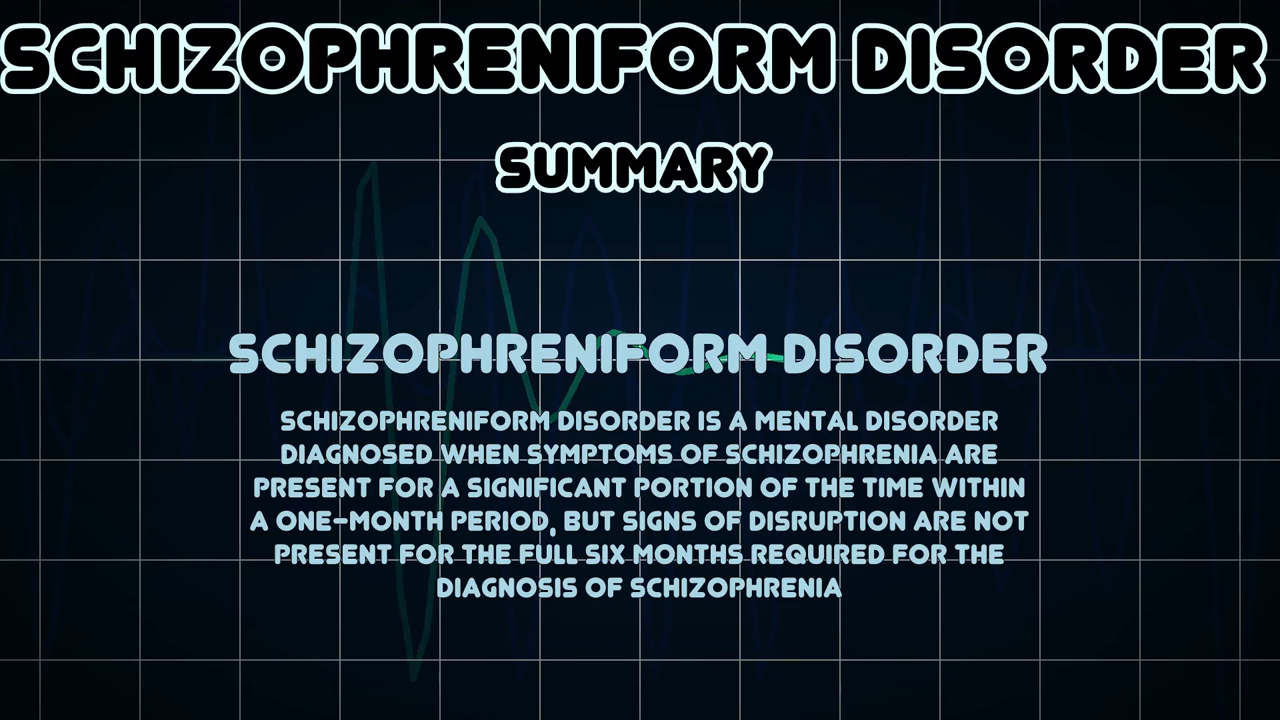 SCHIZOPHRENIFORM DISORDER
SUMMARY
SCHIZOPHRENIFORM DISORDER
SCHIZOPHRENIFORM DISORDER IS A MENTAL DISORDER
DIAGNOSED WHEN SYMPTOMS OF SCHIZOPHRENIA ARE
PRESENT FOR A SIGNIFICANT PORTION OF THE TIME WITHIN
A ONE-MONTH PERIOD, BUT SIGNS OF DISRUPTION ARE NOT
PRESENT FOR THE FULL SIX MONTHS REQUIRED FOR THE
DIAGNOSIS OF SCHIZOPHRENIA